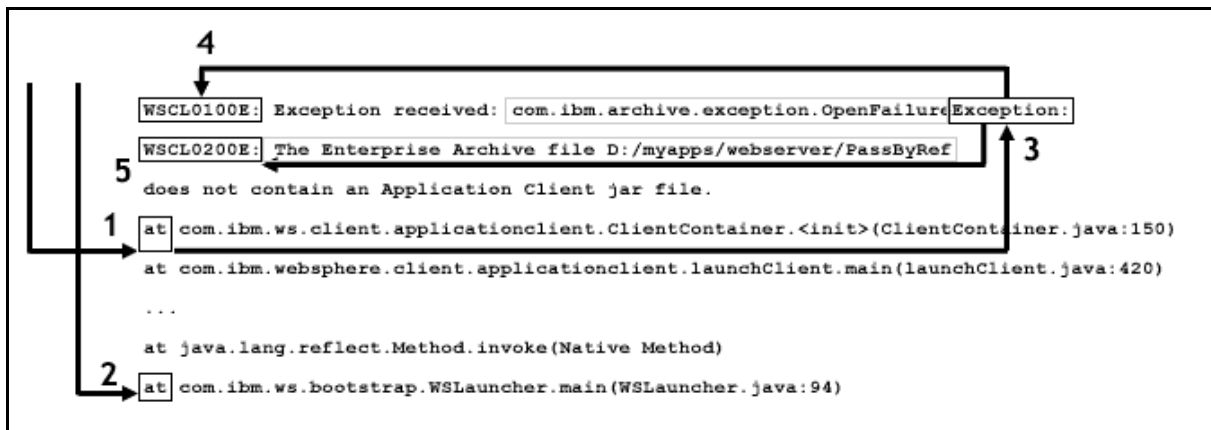 4
WSCL0100E: Exception received: com.ibm.archive.exception.OpenFailureException:
WSCL0200E: The Enterprise Archive file D:/myapps/webserver/PassByRef
3
5
does not contain an Application Client jar file.
1
at com.ibm.ws.client.applicationclient.ClientContainer.<init>(ClientContainer.java:150)
at com.ibm.websphere.client.applicationclient.launchClient.main(launchClient.java:420)
...
at java.lang.reflect.Method.invoke(Native Method)
2
at com.ibm.ws.bootstrap.WSLauncher.main(WSLauncher.java:94)